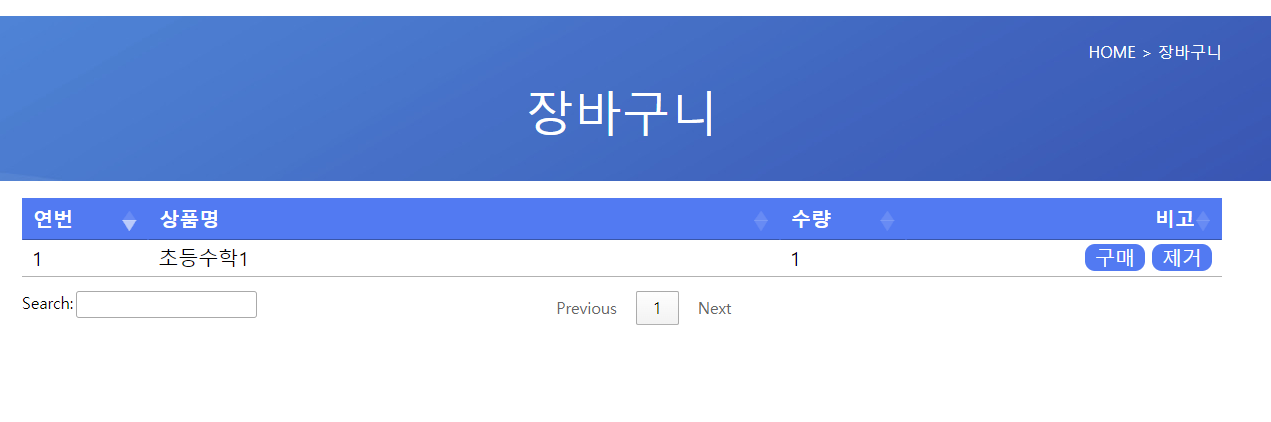 HOME > 장바구니
장바구니
연번 상품명 수량 비고
1 초등수학1 1 구매 제거
Search: Previous 1 Next